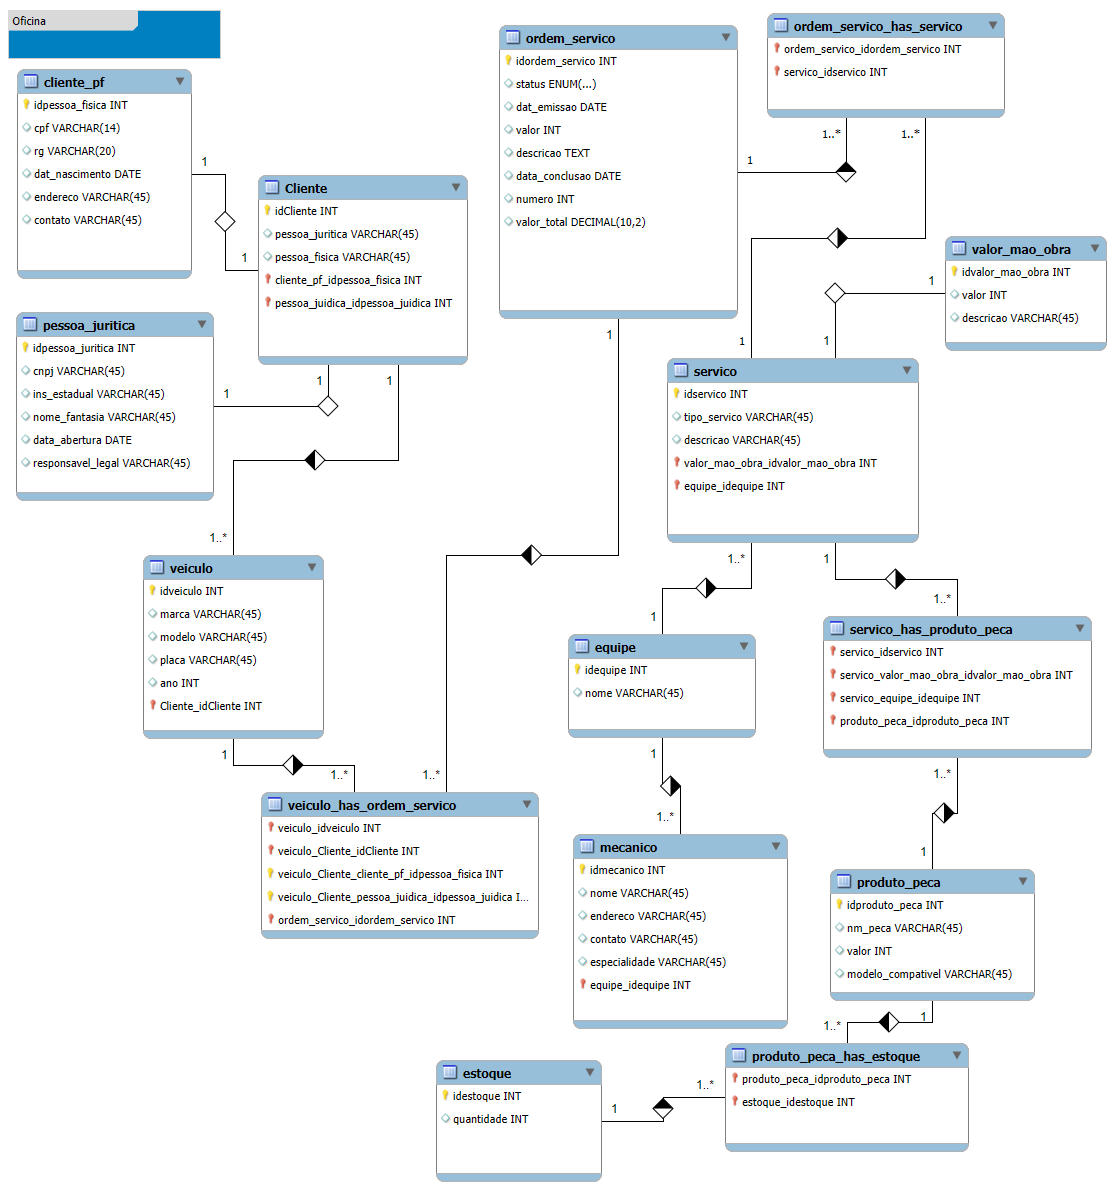 Oficina
cliente_pf
idpessoa_fisica INT
cpf VARCHAR(14)
rg VARCHAR(20)
dat_nascimento DATE
endereco VARCHAR(45)
contato VARCHAR(45)
1
1
Cliente
idCliente INT
pessoa_juritica VARCHAR(45)
pessoa_fisica VARCHAR(45)
cliente_pf_idpessoa_fisica INT
pessoa_juidica_idpessoa_juidica INT
pessoa_juritica
idpessoa_juritica INT
cnpj VARCHAR(45)
ins_estadual VARCHAR(45)
nome_fantasia VARCHAR(45)
data_abertura DATE
responsavel_legal VARCHAR(45)
1
1
1
1..*
ordem_servico
idordem_servico INT
status ENUM(...)
dat_emissao DATE
valor INT
descricao TEXT
data_conclusao DATE
numero INT
valor_total DECIMAL(10,2)
1
1
ordem_servico_has_servico
ordem_servico_idordem_servico INT
servico_idservico INT
1..*
1..*
valor_mao_obra
idvalor_mao_obra INT
valor INT
descricao VARCHAR(45)
1
1
1
servico
idservico INT
tipo_servico VARCHAR(45)
descricao VARCHAR(45)
valor_mao_obra_idvalor_mao_obra INT
equipe_idequipe INT
1..*
1
1
1..*
veiculo
idveiculo INT
marca VARCHAR(45)
modelo VARCHAR(45)
placa VARCHAR(45)
ano INT
Cliente_idCliente INT
1
1..*
1..*
veiculo_has_ordem_servico
veiculo_idveiculo INT
veiculo_Cliente_idCliente INT
veiculo_Cliente_cliente_pf_idpessoa_fisica INT
veiculo_Cliente_pessoa_juidica_idpessoa_juidica I...
ordem_servico_idordem_servico INT
equipe
idequipe INT
nome VARCHAR(45)
1
1..*
servico_has_produto_peca
servico_idservico INT
servico_valor_mao_obra_idvalor_mao_obra INT
servico_equipe_idequipe INT
produto_peca_idproduto_peca INT
1..*
1
mecanico
idmecanico INT
nome VARCHAR(45)
endereco VARCHAR(45)
contato VARCHAR(45)
especialidade VARCHAR(45)
equipe_idequipe INT
produto_peca
idproduto_peca INT
nm_peca VARCHAR(45)
valor INT
modelo_compativel VARCHAR(45)
1..*
1
produto_peca_has_estoque
produto_peca_idproduto_peca INT
estoque_idestoque INT
1..*
1
estoque
idestoque INT
quantidade INT